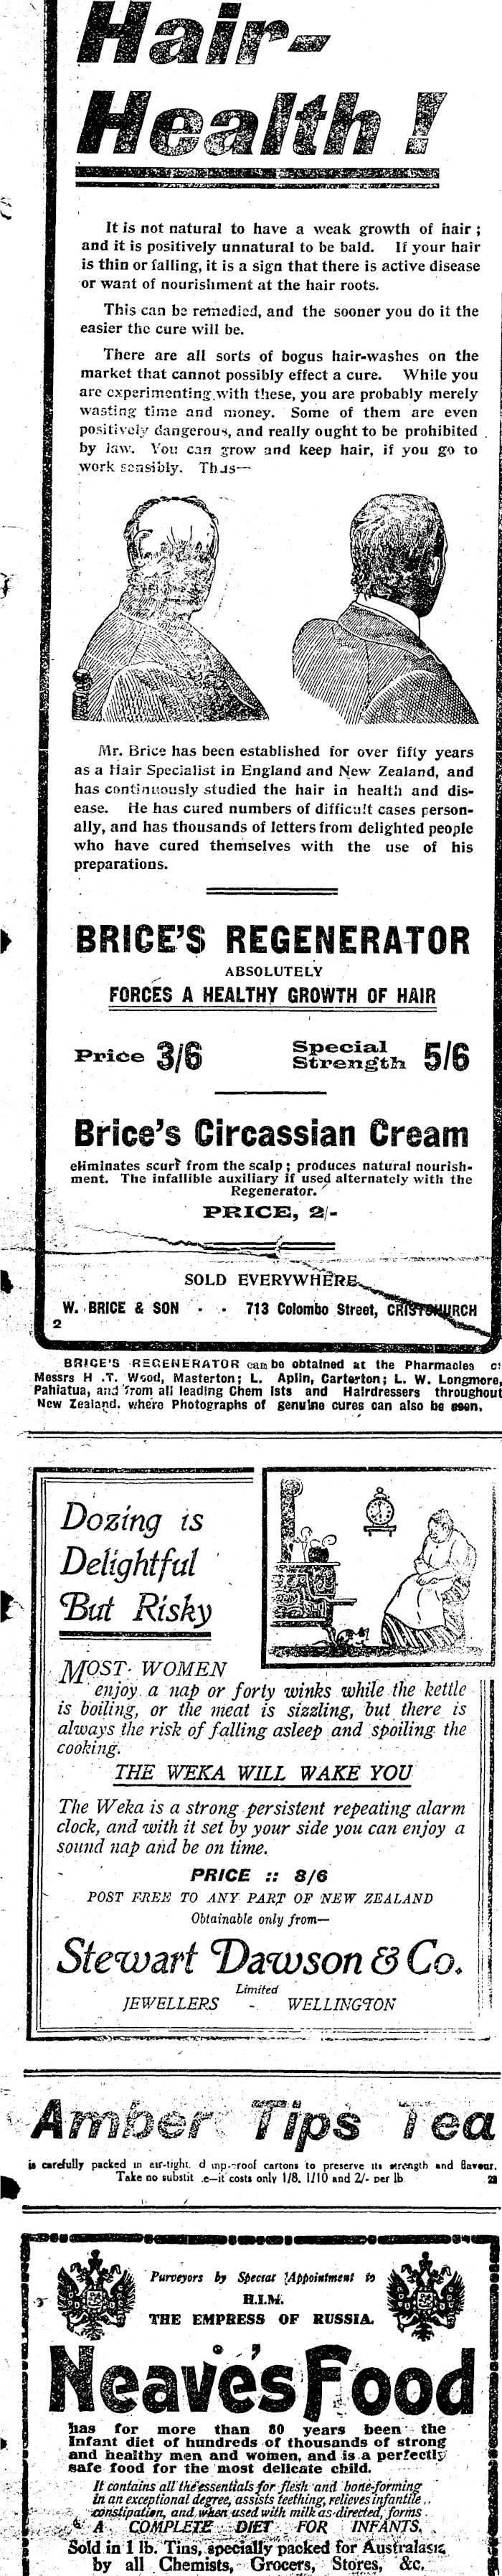 Hair-
Health !
It is not natural to have a weak growth of hair ;
and it is positively unnatural to be bald. If your hair
is thin or falling, it is a sign that there is active disease
or want of nourishment at the hair roots.
This can be remedied, and the sooner you do it the
easier the cure will be.
There are all sorts of bogus hair-washes on the
market that cannot possibly effect a cure. While you
are experimenting with these, you are probably merely
wasting time and money. Some of them are even
positively dangerous, and really ought to be prohibited
by law. You can grow and keep hair, if you go to
work sensibly. Thus—
Mr. Brice has been established for over fifty years
as a Hair Specialist in England and New Zealand, and
has continuously studied the hair in health and dis-
ease. He has cured numbers of difficult cases person-
ally, and has thousands of letters from delighted people
who have cured themselves with the use of his
preparations.
BRICE'S REGENERATOR
ABSOLUTELY
FORCES A HEALTHY GROWTH OF HAIR
Price 3/6 Special Strength 5/6
Brice's Circassian Cream
eliminates scurf from the scalp ; produces natural nourish-
ment. The infallible auxiliary if used alternately with the
Regenerator.
PRICE, 2/-
SOLD EVERYWHERE
W. BRICE & SON - - 713 Colombo Street, CRISTCHURCH
2
BRICE'S REGENERATOR can be obtained at the Pharmacies of
Messrs H .T. Wood, Masterton; L. Aplin, Carterton; L. W. Longmore,
Pahiatua, and from all leading Chem ists and Hairdressers throughout
New Zealand. where Photographs of genuine cures can also be seen.
Dozing is
Delightful
But Risky
MOST WOMEN
enjoy a nap or forty winks while the kettle
is boiling, or the meat is sizzling, but there is
always the risk of falling asleep and spoiling the
cooking.
THE WEKA WILL WAKE YOU
The Weka is a strong persistent repeating alarm
clock, and with it set by your side you can enjoy a
sound nap and be on time.
PRICE :: 8/6
POST FREE TO ANY PART OF NEW ZEALAND
Obtainable only from—
Stewart Dawson & Co.
Limited
JEWELLERS - WELLINGTON
Amber Tips Tea
is carefully packed in air-tight, d mp-proof cartons to preserve its strength and flavour.
Take no substit e—it costs only 1/8, 1/10 and 2/- per lb.
Purveyors by Special Appointment to
H.I.M.
THE EMPRESS OF RUSSIA.
Neave's Food
has for more than 80 years been the
Infant diet of hundreds of thousands of strong
and healthy men and women, and is a perfectly
safe food for the most delicate child.
It contains all the essentials for flesh and bone-forming
in an exceptional degree, assists teething, relieves infantile
constipation, and when used with milk as directed, forms
A COMPLETE DIET FOR INFANTS.
Sold in 1 lb. Tins, specially packed for Australasia
by all Chemists, Grocers, Stores, &c.